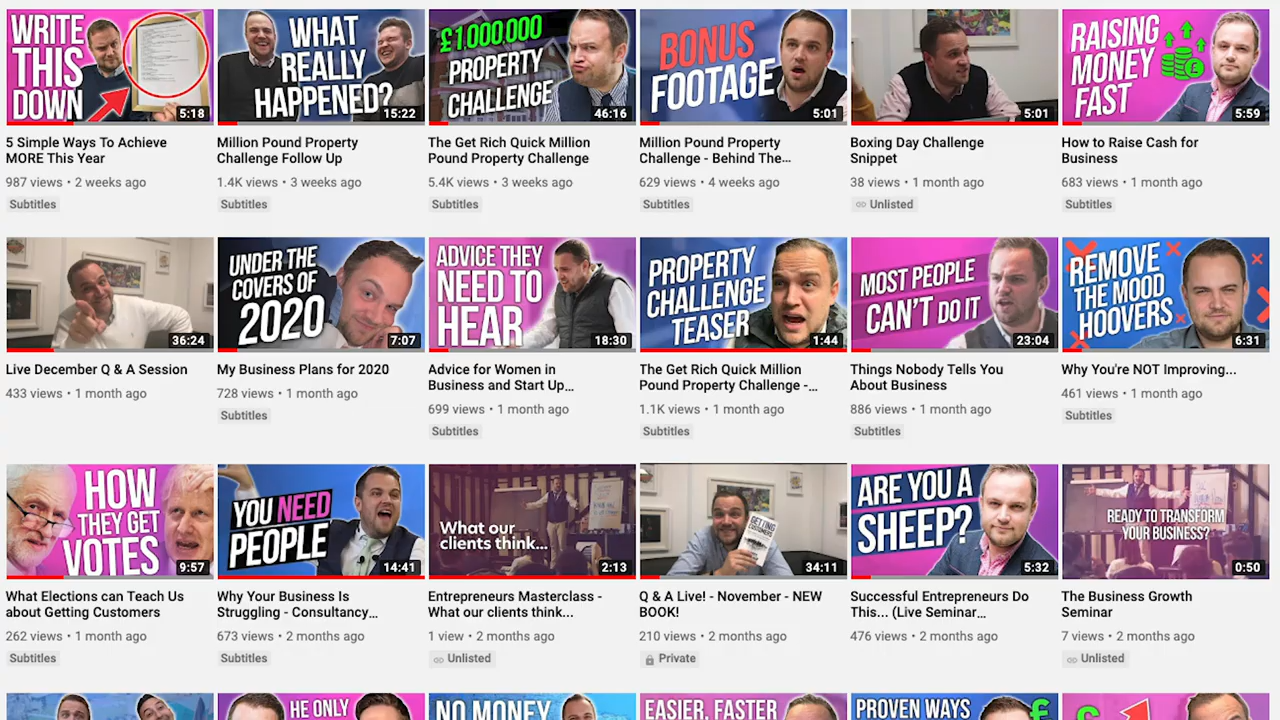 WRITE
THIS
DOWN
5:18
WHAT
REALLY
HAPPENED?
15:22
£1,000,000
PROPERTY
CHALLENGE
46:16
BONUS
FOOTAGE
5:01
5:01
RAISING
MONEY
FAST
5:59
5 Simple Ways To Achieve
MORE This Year
987 views • 2 weeks ago
Subtitles
Million Pound Property
Challenge Follow Up
1.4K views • 3 weeks ago
Subtitles
The Get Rich Quick Million
Pound Property Challenge
5.4K views • 3 weeks ago
Subtitles
Million Pound Property
Challenge - Behind The...
629 views • 4 weeks ago
Subtitles
Boxing Day Challenge
Snippet
38 views • 1 month ago
Unlisted
How to Raise Cash for
Business
683 views • 1 month ago
Subtitles
36:24
UNDER THE
COVERS OF
2020
7:07
ADVICE THEY
NEED TO
HEAR
18:30
PROPERTY
CHALLENGE
TEASER
1:44
MOST PEOPLE
CAN'T DO IT
23:04
REMOVE
THE MOOD
HOOVERS
6:31
Live December Q & A Session
433 views • 1 month ago
My Business Plans for 2020
728 views • 1 month ago
Subtitles
Advice for Women in
Business and Start Up...
699 views • 1 month ago
Subtitles
The Get Rich Quick Million
Pound Property Challenge -...
1.1K views • 1 month ago
Subtitles
Things Nobody Tells You
About Business
886 views • 1 month ago
Subtitles
Why You're NOT Improving...
461 views • 1 month ago
Subtitles
HOW
THEY GET
VOTES
9:57
YOU NEED
PEOPLE
14:41
What our
clients think...
2:13
GETTING
CUSTOMERS
34:11
ARE YOU A
SHEEP?
5:32
READY TO TRANSFORM
YOUR BUSINESS?
0:50
What Elections can Teach Us
about Getting Customers
262 views • 1 month ago
Subtitles
Why Your Business Is
Struggling - Consultancy...
673 views • 2 months ago
Subtitles
Entrepreneurs Masterclass -
What our clients think...
1 view • 2 months ago
Unlisted
Q & A Live! - November - NEW
BOOK!
210 views • 2 months ago
Private
Successful Entrepreneurs Do
This... (Live Seminar...
476 views • 2 months ago
The Business Growth
Seminar
7 views • 2 months ago
Unlisted
HE ONLY
NO MONEY
EASIER, FASTER
PROVEN WAYS
£
£